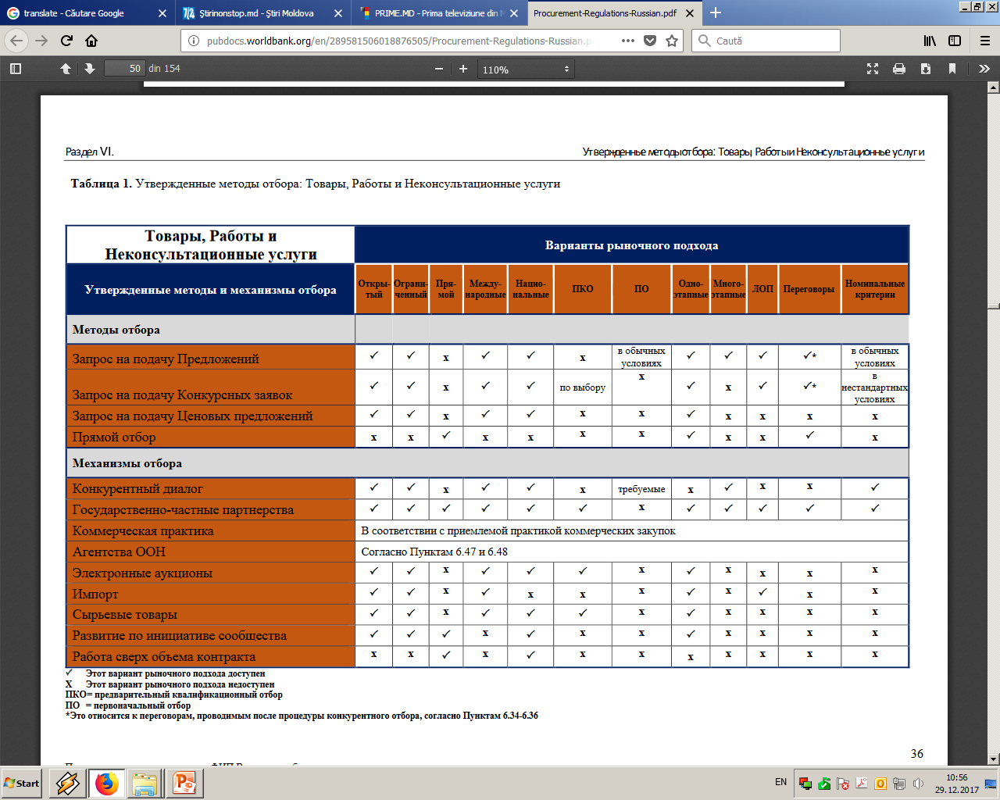 translate - Căutare Google
Știrinonstop.md - Știri Moldova
PRIME.MD - Prima televiziune din M
Procurement-Regulations-Russian.pdf
pubdocs.worldbank.org/en/289581506018876505/Procurement-Regulations-Russian.p
Caută
50 din 154
110%
Раздел VI. Утвержденные методы отбора: Товары, Работы и Неконсультационные услуги
Таблица 1. Утвержденные методы отбора: Товары, Работы и Неконсультационные услуги
Товары, Работы и
Неконсультационные услуги
Варианты рыночного подхода
Утвержденные методы и механизмы отбора
Откры-
тый
Ограни-
ченный
Пря-
мой
Между-
народные
Нацио-
нальные
ПКО
ПО
Одно-
этапные
Много-
этапные
ЛОП
Переговоры
Номинальные
критерии
Методы отбора
Запрос на подачу Предложений ✓ ✓ x ✓ ✓ x в обычных условиях ✓ ✓ ✓ ✓* в обычных условиях
Запрос на подачу Конкурсных заявок ✓ ✓ x ✓ ✓ по выбору x ✓ x ✓ ✓* в нестандартных условиях
Запрос на подачу Ценовых предложений ✓ ✓ x ✓ ✓ x x ✓ x x x x
Прямой отбор x x ✓ x x x x ✓ x x ✓ x
Механизмы отбора
Конкурентный диалог ✓ ✓ x ✓ ✓ x требуемые x ✓ x x ✓
Государственно-частные партнерства ✓ ✓ ✓ ✓ ✓ ✓ x ✓ ✓ ✓ ✓ ✓
Коммерческая практика В соответствии с приемлемой практикой коммерческих закупок
Агентства ООН Согласно Пунктам 6.47 и 6.48
Электронные аукционы ✓ ✓ x ✓ ✓ ✓ x ✓ x x x x
Импорт ✓ ✓ x ✓ x x x ✓ x ✓ x x
Сырьевые товары ✓ ✓ x ✓ ✓ ✓ x ✓ x x x x
Развитие по инициативе сообщества ✓ ✓ ✓ x ✓ x x ✓ x x x x
Работа сверх объема контракта x x ✓ x ✓ x x x x x x x
✓ Этот вариант рыночного подхода доступен
X Этот вариант рыночного подхода недоступен
ПКО= предварительный квалификационный отбор
ПО = первоначальный отбор
*Это относится к переговорам, проводимым после процедуры конкурентного отбора, согласно Пунктам 6.34-6.36
36
Start
EN
10:56
29.12.2017